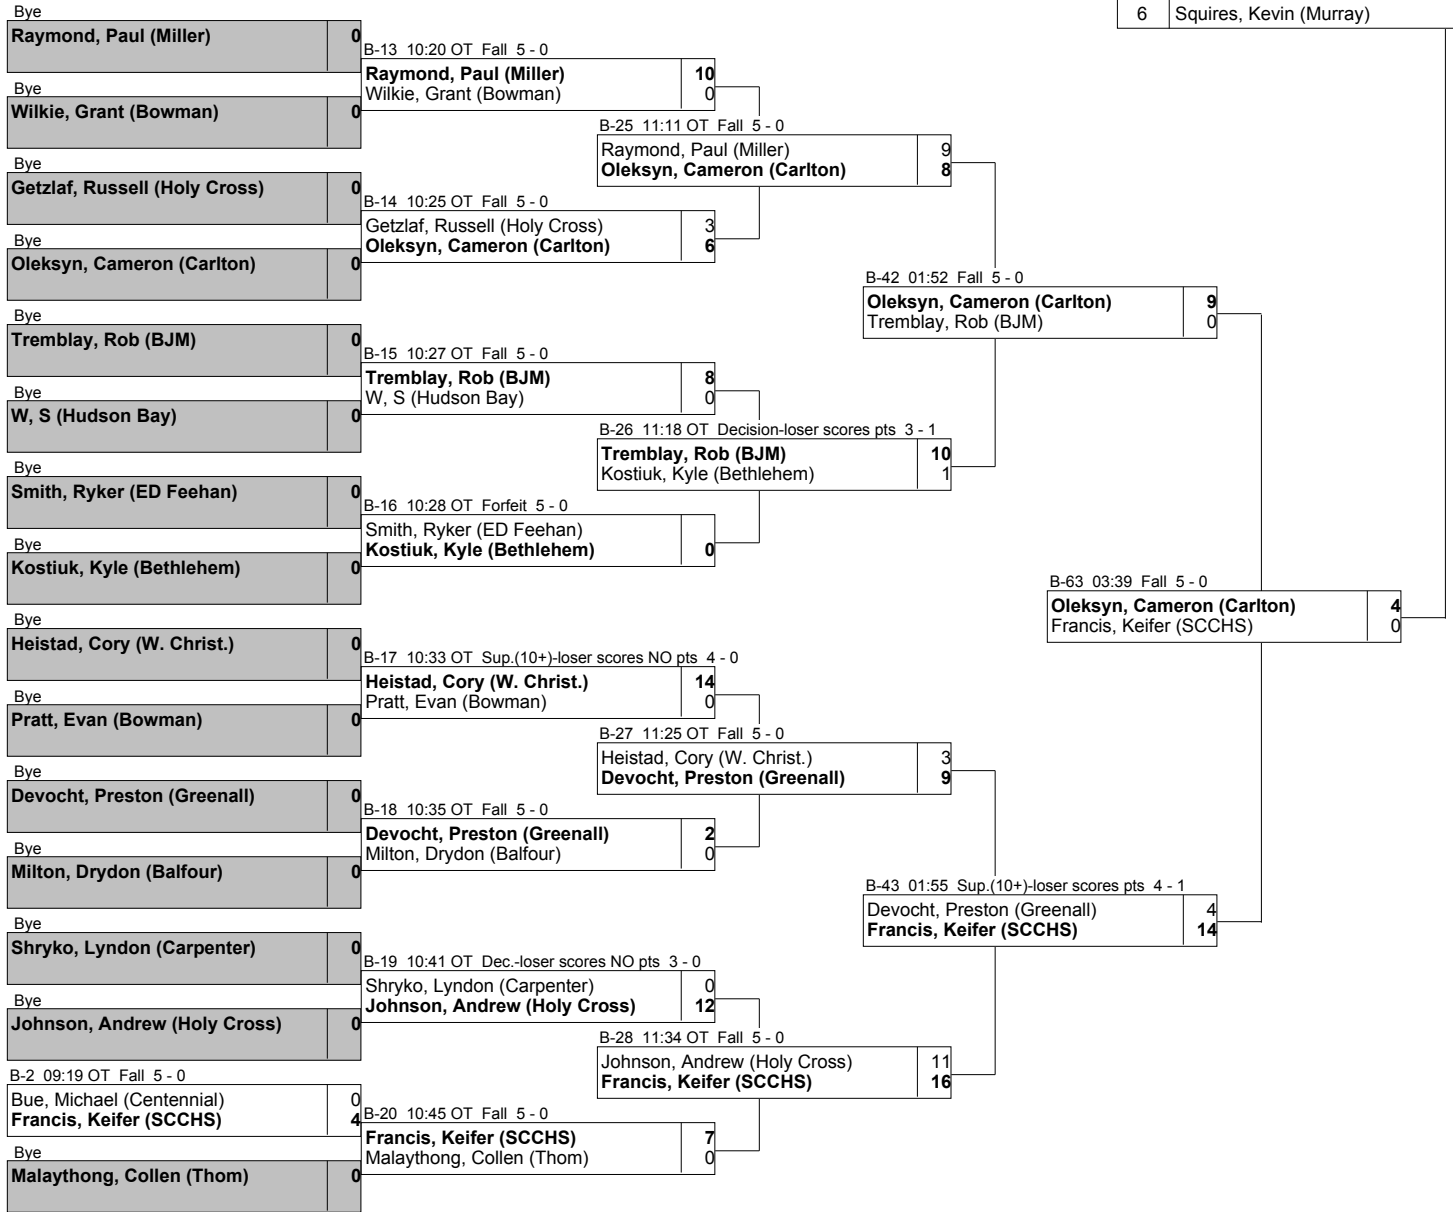 6 Squires, Kevin (Murray)
Bye
Raymond, Paul (Miller) 0
Bye
Wilkie, Grant (Bowman) 0
Bye
Getzlaf, Russell (Holy Cross) 0
Bye
Oleksyn, Cameron (Carlton) 0
Bye
Tremblay, Rob (BJM) 0
Bye
W, S (Hudson Bay) 0
Bye
Smith, Ryker (ED Feehan) 0
Bye
Kostiuk, Kyle (Bethlehem) 0
Bye
Heistad, Cory (W. Christ.) 0
Bye
Pratt, Evan (Bowman) 0
Bye
Devocht, Preston (Greenall) 0
Bye
Milton, Drydon (Balfour) 0
Bye
Shryko, Lyndon (Carpenter) 0
Bye
Johnson, Andrew (Holy Cross) 0
B-2 09:19 OT Fall 5 - 0
Bue, Michael (Centennial) 0
Francis, Keifer (SCCHS) 4
Bye
Malaythong, Collen (Thom) 0
B-13 10:20 OT Fall 5 - 0
Raymond, Paul (Miller) 10
Wilkie, Grant (Bowman) 0
B-14 10:25 OT Fall 5 - 0
Getzlaf, Russell (Holy Cross) 3
Oleksyn, Cameron (Carlton) 6
B-15 10:27 OT Fall 5 - 0
Tremblay, Rob (BJM) 8
W, S (Hudson Bay) 0
B-16 10:28 OT Forfeit 5 - 0
Smith, Ryker (ED Feehan)
Kostiuk, Kyle (Bethlehem) 0
B-17 10:33 OT Sup.(10+)-loser scores NO pts 4 - 0
Heistad, Cory (W. Christ.) 14
Pratt, Evan (Bowman) 0
B-18 10:35 OT Fall 5 - 0
Devocht, Preston (Greenall) 2
Milton, Drydon (Balfour) 0
B-19 10:41 OT Dec.-loser scores NO pts 3 - 0
Shryko, Lyndon (Carpenter) 0
Johnson, Andrew (Holy Cross) 12
B-20 10:45 OT Fall 5 - 0
Francis, Keifer (SCCHS) 7
Malaythong, Collen (Thom) 0
B-25 11:11 OT Fall 5 - 0
Raymond, Paul (Miller) 9
Oleksyn, Cameron (Carlton) 8
B-26 11:18 OT Decision-loser scores pts 3 - 1
Tremblay, Rob (BJM) 10
Kostiuk, Kyle (Bethlehem) 1
B-27 11:25 OT Fall 5 - 0
Heistad, Cory (W. Christ.) 3
Devocht, Preston (Greenall) 9
B-28 11:34 OT Fall 5 - 0
Johnson, Andrew (Holy Cross) 11
Francis, Keifer (SCCHS) 16
B-42 01:52 Fall 5 - 0
Oleksyn, Cameron (Carlton) 9
Tremblay, Rob (BJM) 0
B-43 01:55 Sup.(10+)-loser scores pts 4 - 1
Devocht, Preston (Greenall) 4
Francis, Keifer (SCCHS) 14
B-63 03:39 Fall 5 - 0
Oleksyn, Cameron (Carlton) 4
Francis, Keifer (SCCHS) 0